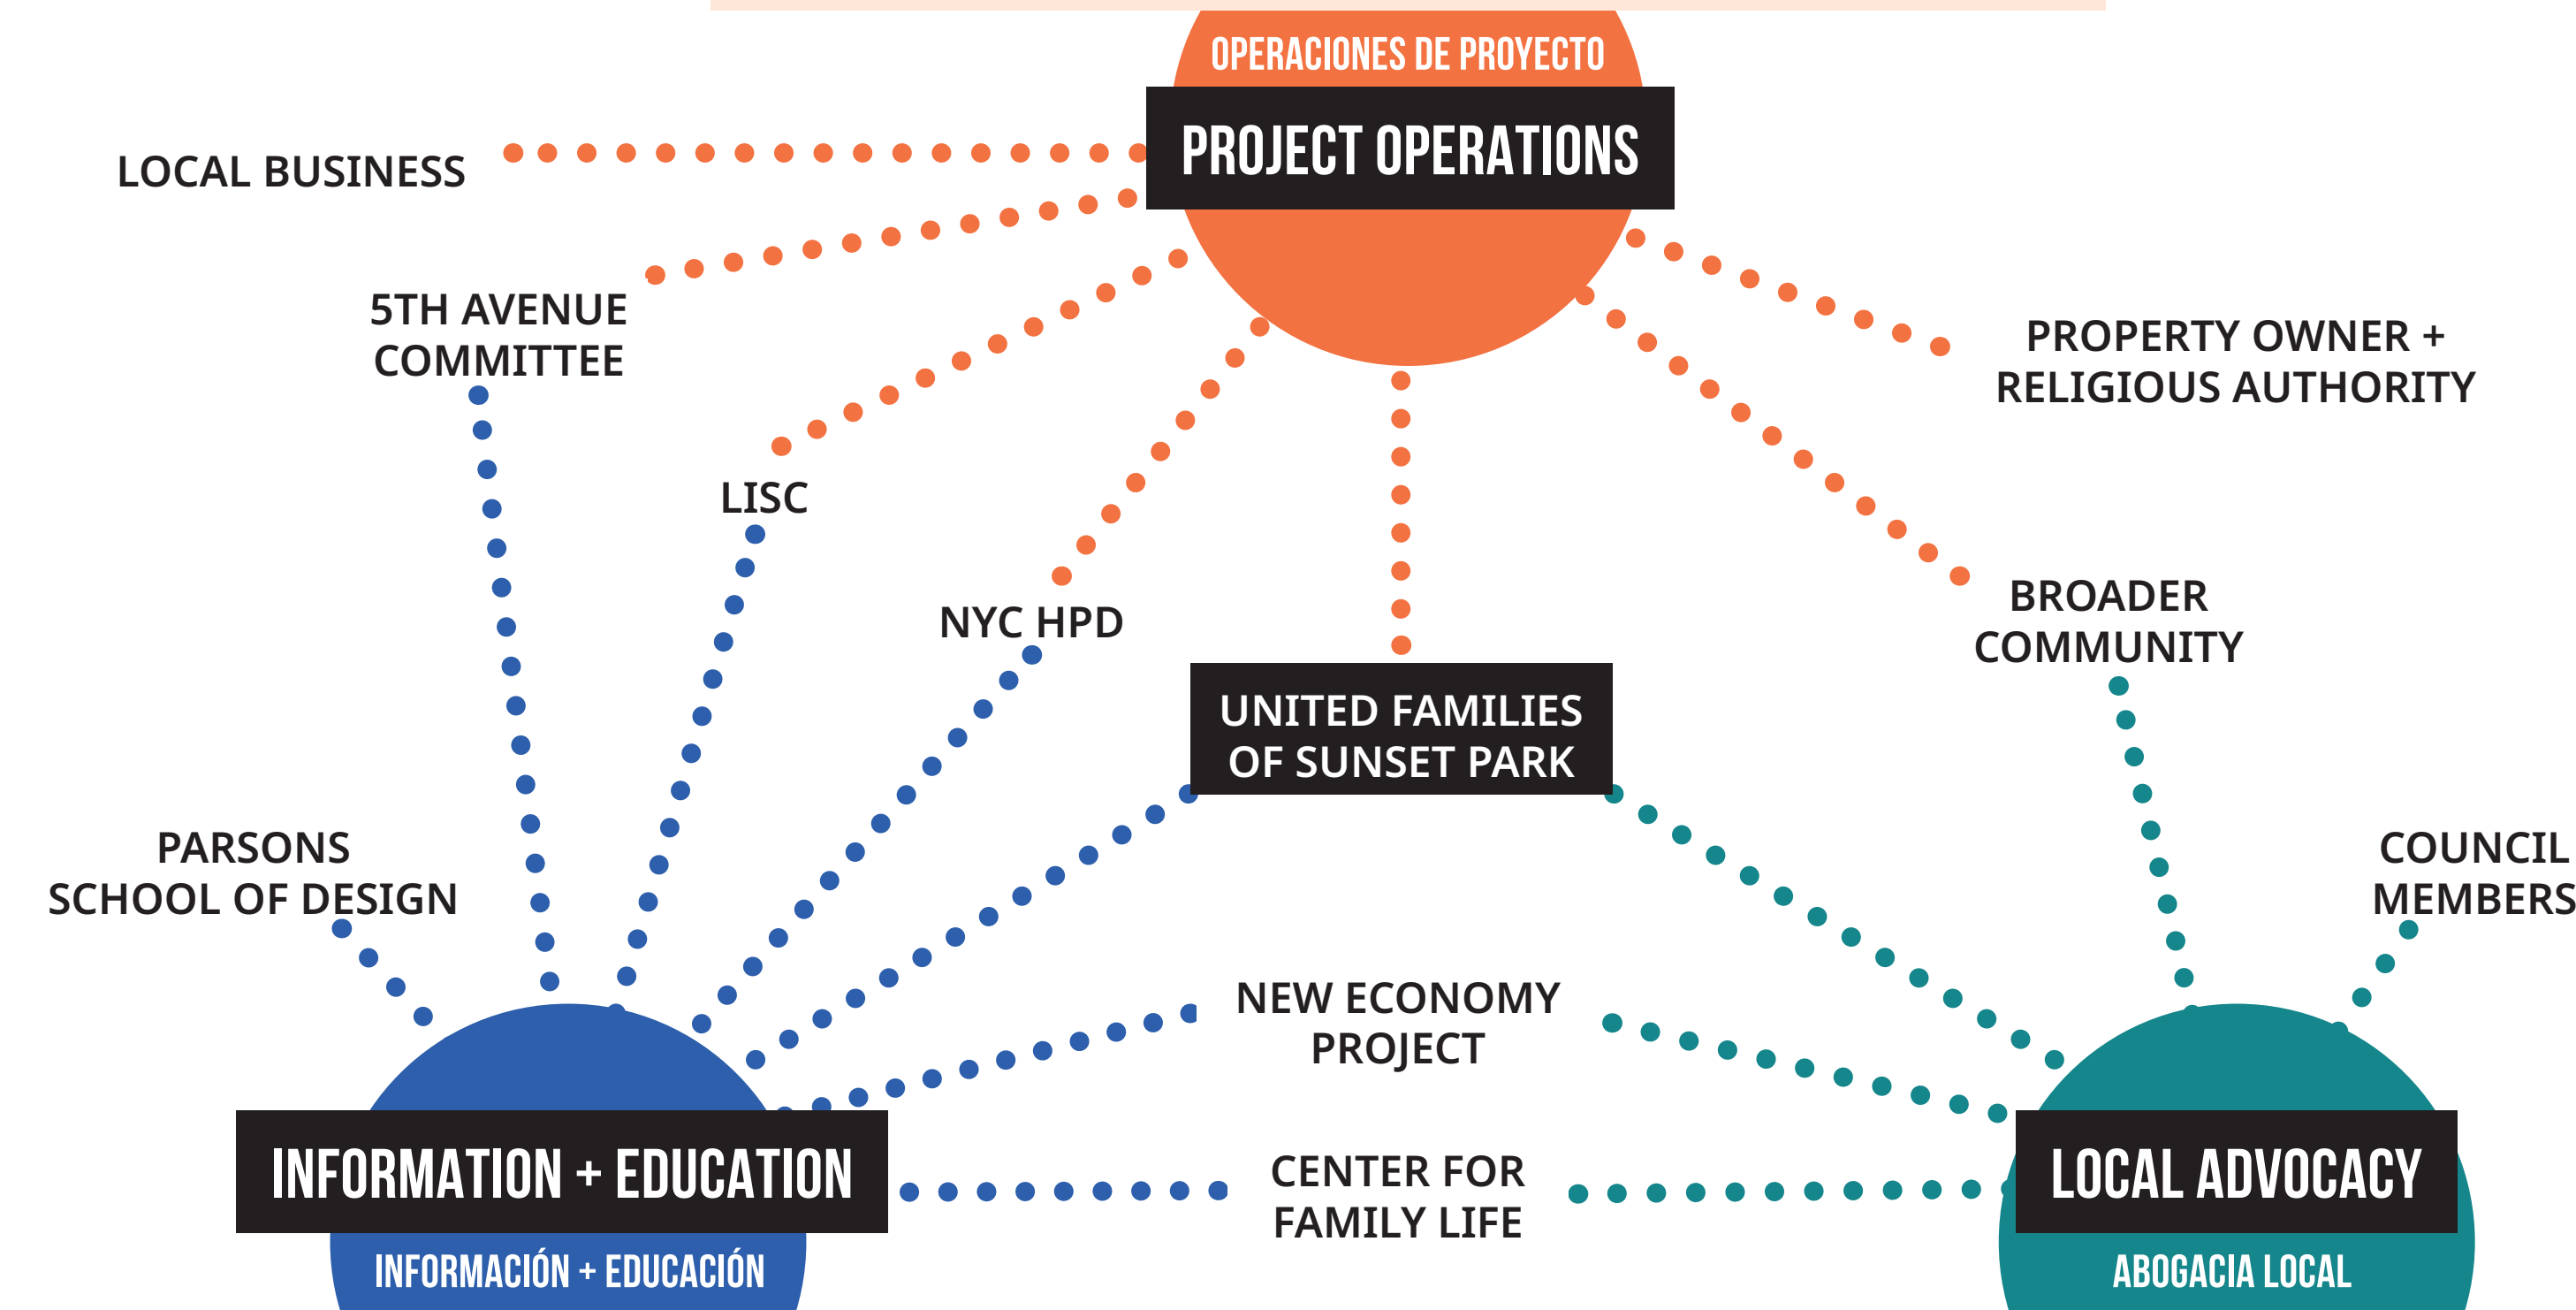 OPERACIONES DE PROYECTO
PROJECT OPERATIONS
LOCAL BUSINESS
5TH AVENUE
COMMITTEE
PROPERTY OWNER +
RELIGIOUS AUTHORITY
LISC
NYC HPD
BROADER
COMMUNITY
UNITED FAMILIES
OF SUNSET PARK
PARSONS
SCHOOL OF DESIGN
COUNCIL
MEMBERS
NEW ECONOMY
PROJECT
INFORMATION + EDUCATION
INFORMACIÓN + EDUCACIÓN
CENTER FOR
FAMILY LIFE
LOCAL ADVOCACY
ABOGACIA LOCAL